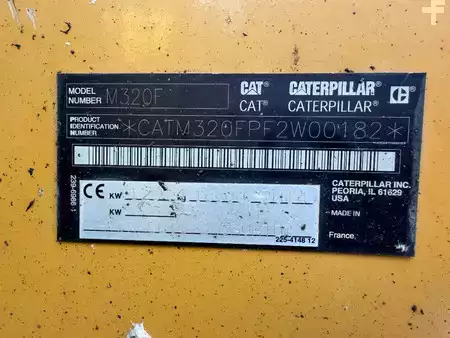 MODEL NUMBER M320F
CAT CATERPILLAR
CAT® CATERPILLAR®
PRODUCT IDENTIFICATION NUMBER *CATM320FPF2W00182*
239-6986 1
CE KW
KW
CATERPILLAR INC.
PEORIA, IL 61629
USA
MADE IN
France
225-4148 12